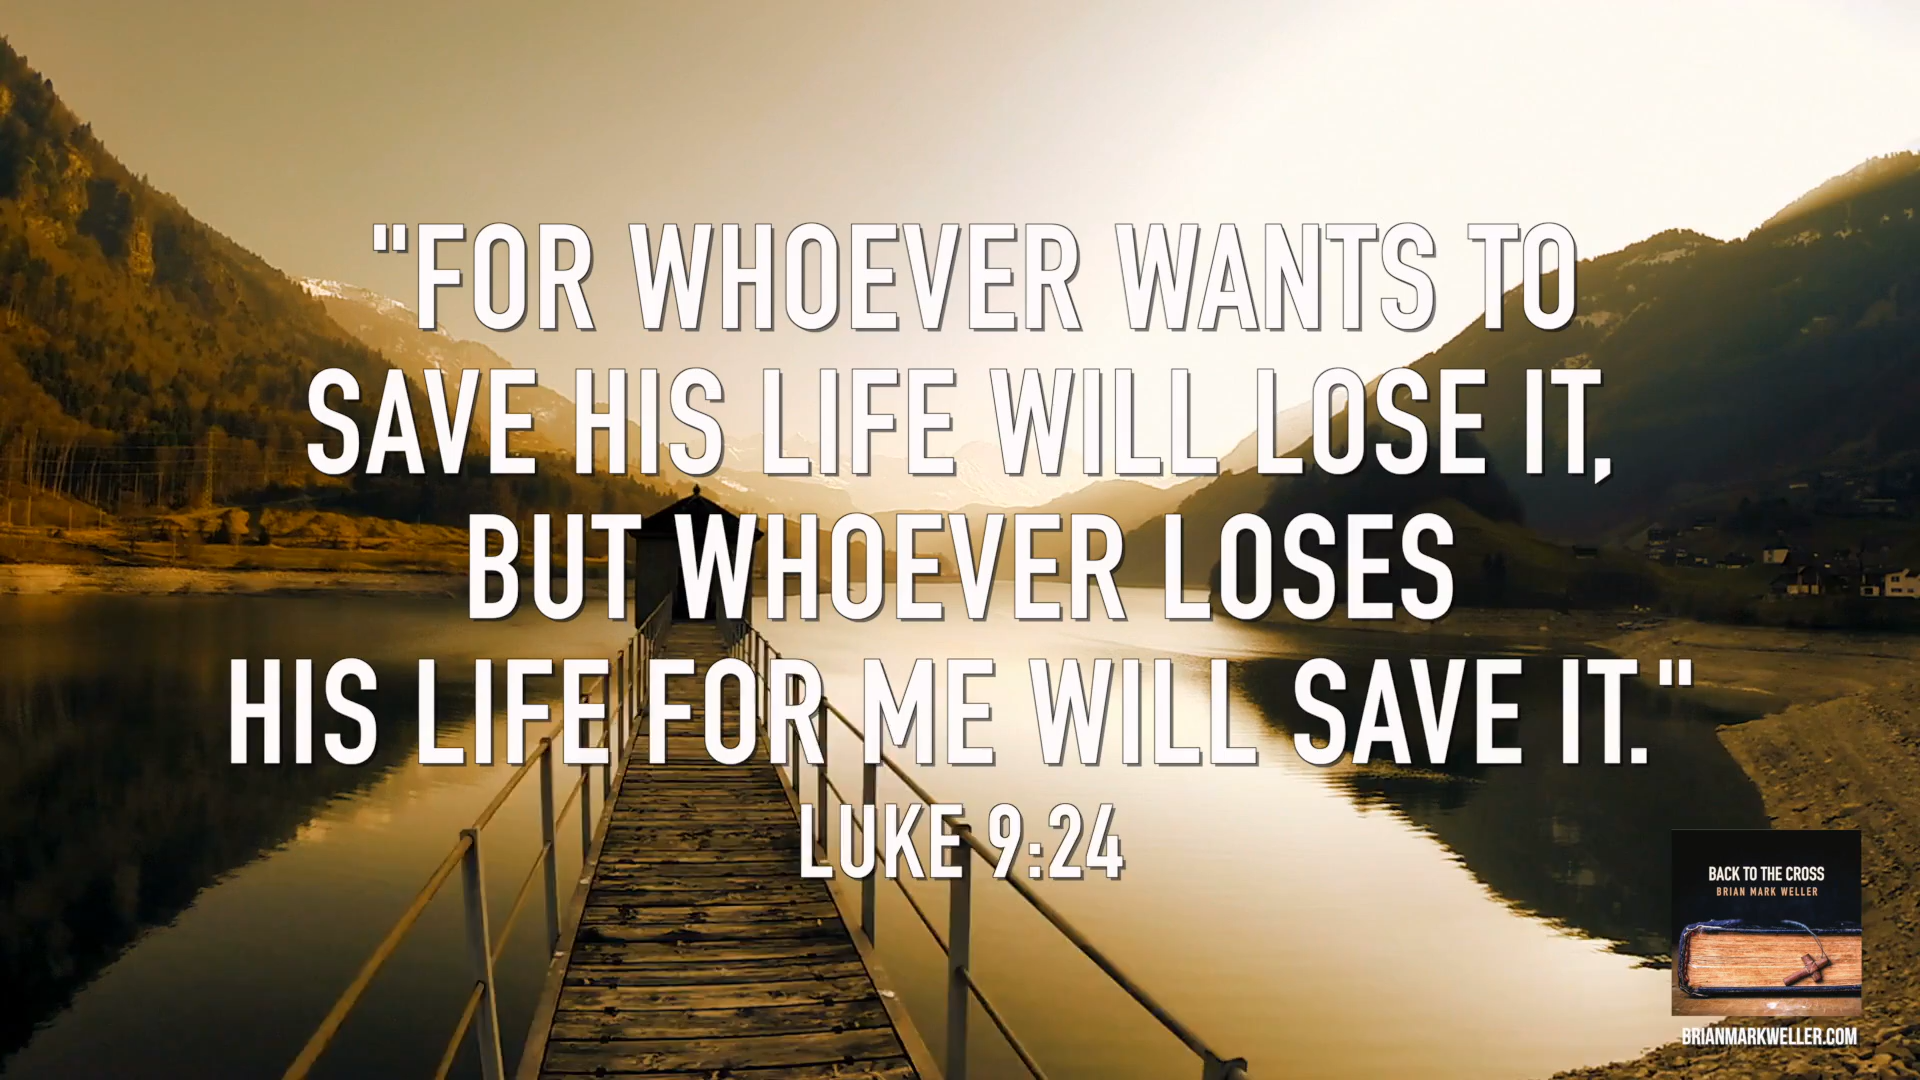 "FOR WHOEVER WANTS TO
SAVE HIS LIFE WILL LOSE IT,
BUT WHOEVER LOSES
HIS LIFE FOR ME WILL SAVE IT."
LUKE 9:24
BACK TO THE CROSS
BRIAN MARK WELLER
BRIANMARKWELLER.COM